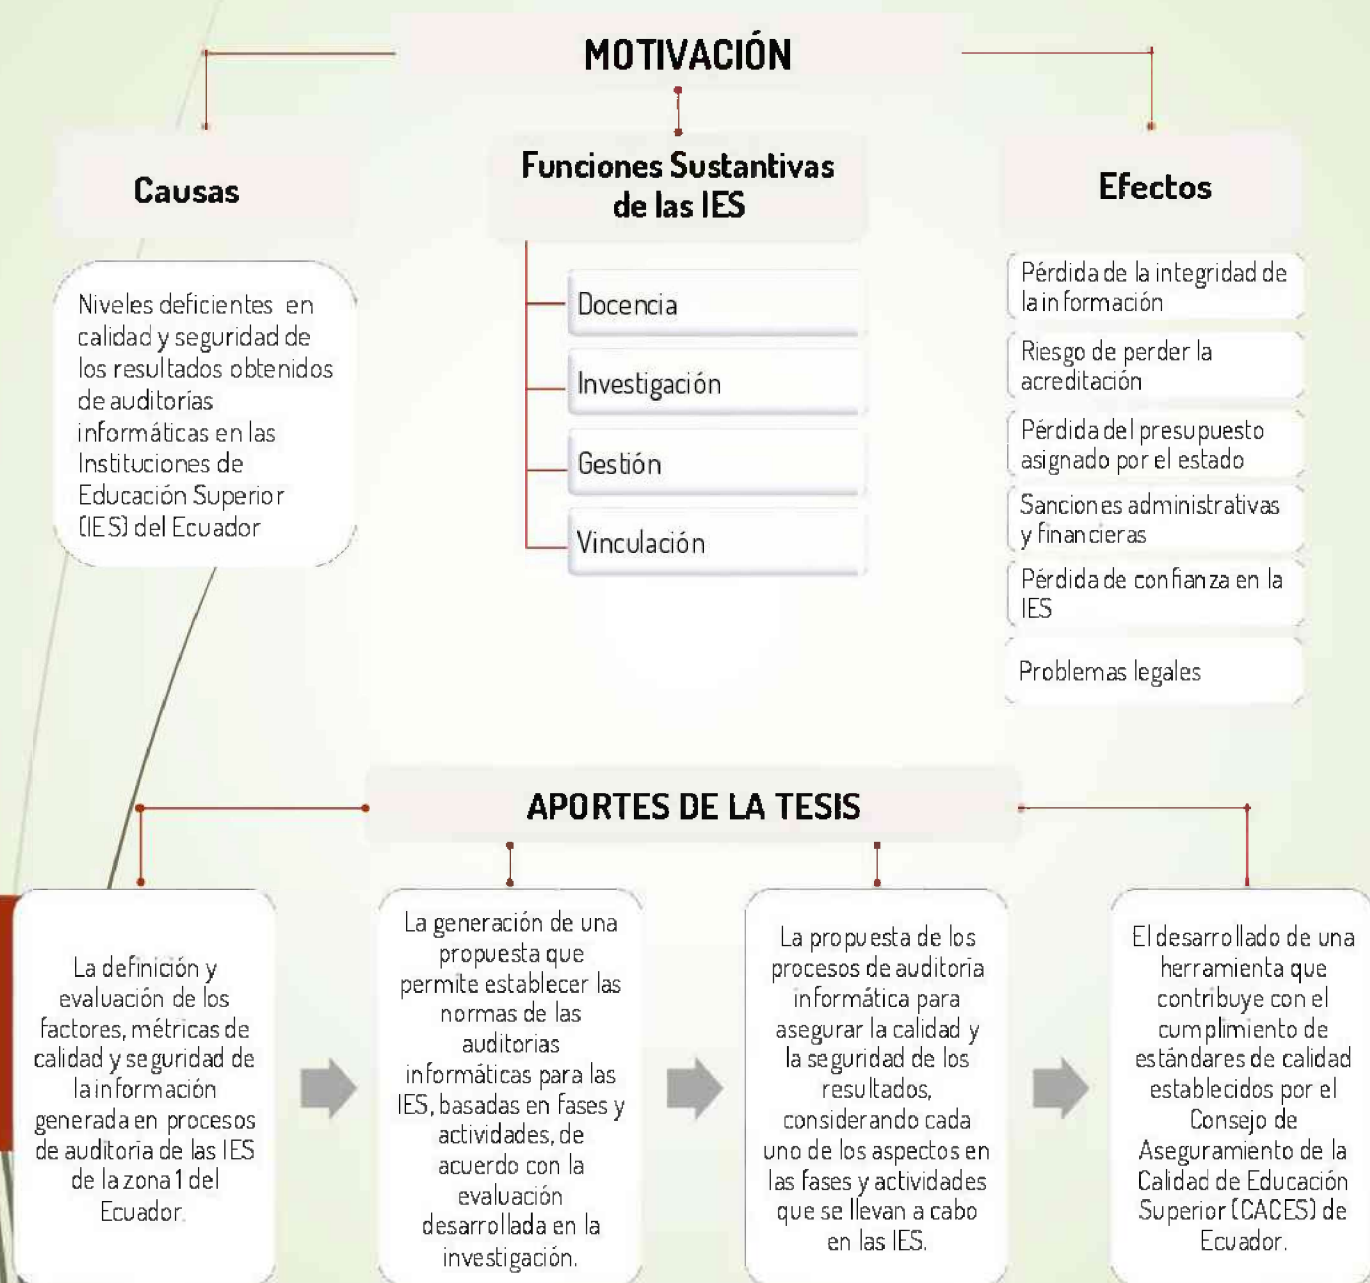 MOTIVACIÓN
Causas
Niveles deficientes en
calidad y seguridad de
los resultados obtenidos
de auditorías
informáticas en las
Instituciones de
Educación Superior
(IES) del Ecuador
Funciones Sustantivas
de las IES
Docencia
Investigación
Gestión
Vinculación
Efectos
Pérdida de la integridad de
la información
Riesgo de perder la
acreditación
Pérdida del presupuesto
asignado por el estado
Sanciones administrativas
y financieras
Pérdida de confianza en la
IES
Problemas legales
APORTES DE LA TESIS
La definición y
evaluación de los
factores, métricas de
calidad y seguridad de
la información
generada en procesos
de auditoría de las IES
de la zona 1 del
Ecuador.
La generación de una
propuesta que
permite establecer las
normas de las
auditorias
informáticas para las
IES, basadas en fases y
actividades, de
acuerdo con la
evaluación
desarrollada en la
investigación.
La propuesta de los
procesos de auditoría
informática para
asegurar la calidad y
la seguridad de los
resultados,
considerando cada
uno de los aspectos en
las fases y actividades
que se llevan a cabo
en las IES.
El desarrollado de una
herramienta que
contribuye con el
cumplimiento de
estándares de calidad
establecidos por el
Consejo de
Aseguramiento de la
Calidad de Educación
Superior (CACES) de
Ecuador.